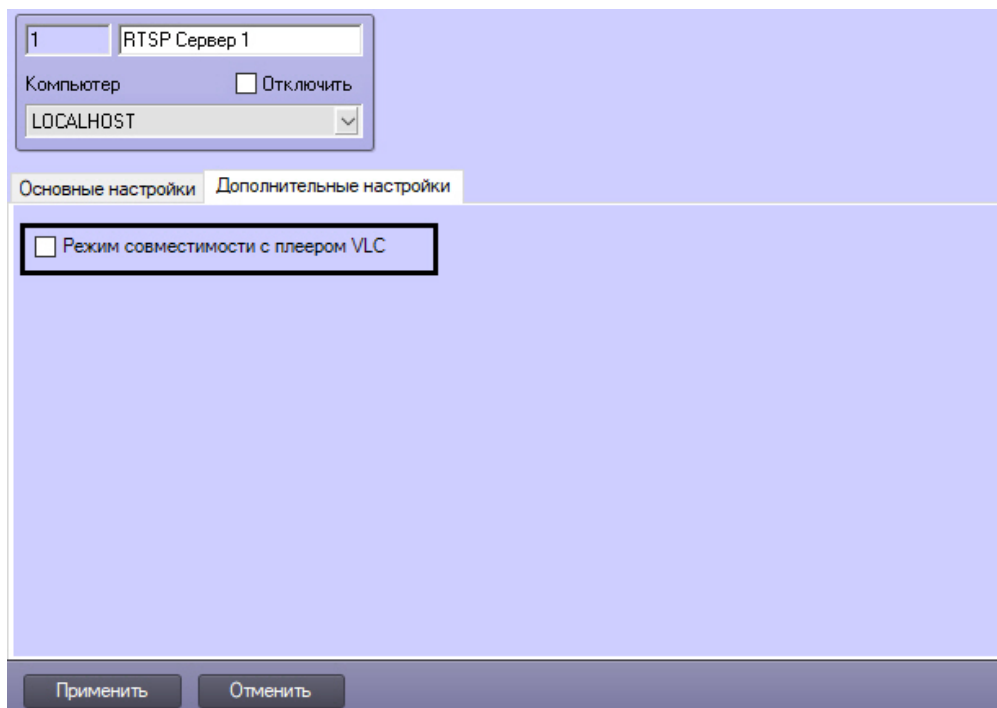 1 RTSP Сервер 1
Компьютер Отключить
LOCALHOST
Основные настройки Дополнительные настройки
Режим совместимости с плеером VLC
Применить Отменить